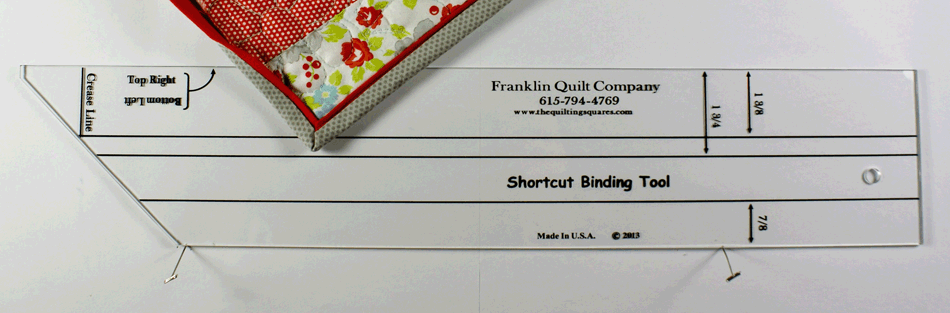 Crease Line
Top Right
Bottom Left
Franklin Quilt Company
615-794-4769
www.thequiltingsquares.com
1 3/4
1 3/8
Shortcut Binding Tool
7/8
Made In U.S.A. © 2013